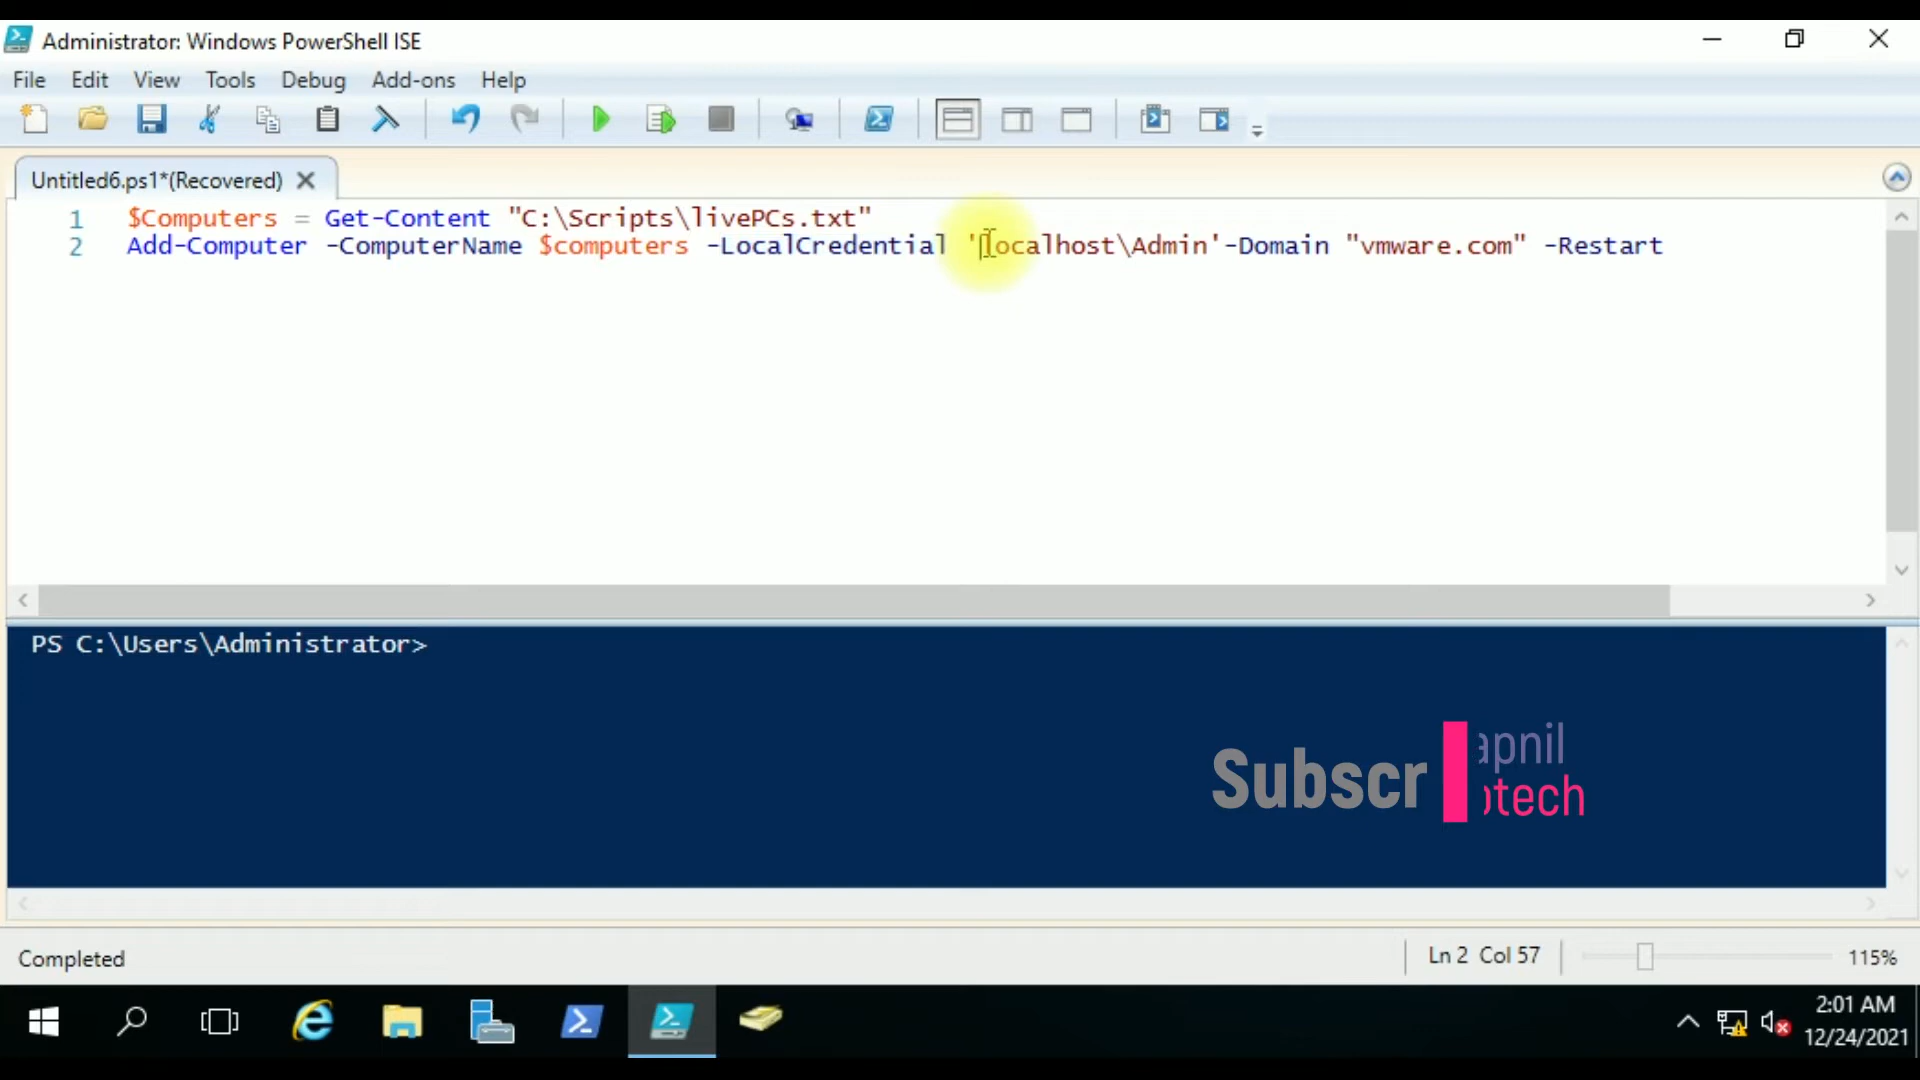 Administrator: Windows PowerShell ISE
File Edit View Tools Debug Add-ons Help
Untitled6.ps1*(Recovered)
1 $Computers = Get-Content "C:\Scripts\livePCs.txt"
2 Add-Computer -ComputerName $computers -LocalCredential 'localhost\Admin'-Domain "vmware.com" -Restart
PS C:\Users\Administrator>
Subscr
apnil
otech
Completed
Ln 2 Col 57
115%
2:01 AM
12/24/2021